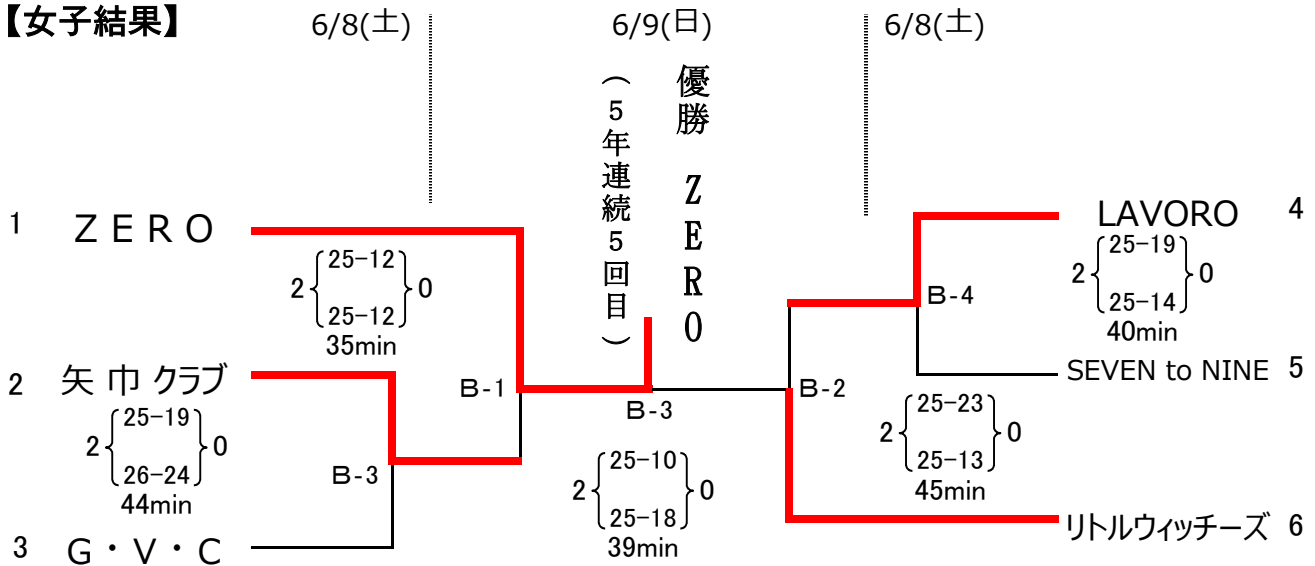 【女子結果】
6/8(土)
6/9(日)
6/8(土)
優勝 ZERO
(5年連続5回目)
1 ZERO
2 25-12 0
25-12
35min
2 矢巾クラブ
2 25-19 0
26-24
44min
3 G・V・C
B-3
B-1
B-3
2 25-10 0
25-18
39min
B-2
B-4
LAVORO 4
2 25-19 0
25-14
40min
SEVEN to NINE 5
2 25-23 0
25-13
45min
リトルウィッチーズ 6